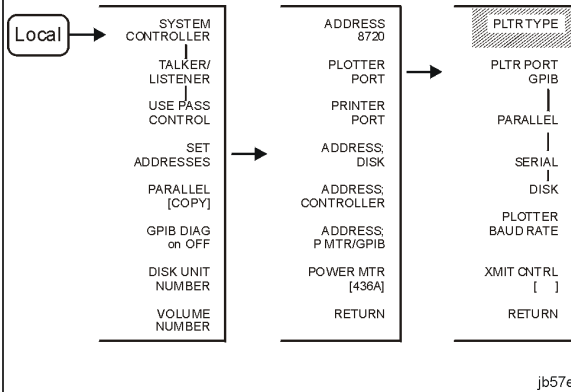 Local
SYSTEM
CONTROLLER
TALKER/
LISTENER
USE PASS
CONTROL
SET
ADDRESSES
PARALLEL
[COPY]
GPIB DIAG
on OFF
DISK UNIT
NUMBER
VOLUME
NUMBER
ADDRESS
8720
PLOTTER
PORT
PRINTER
PORT
ADDRESS;
DISK
ADDRESS;
CONTROLLER
ADDRESS;
P MTR/GPIB
POWER MTR
[436A]
RETURN
PLTR TYPE
PLTR PORT
GPIB
PARALLEL
SERIAL
DISK
PLOTTER
BAUD RATE
XMIT CNTRL
[ ]
RETURN
jb57e